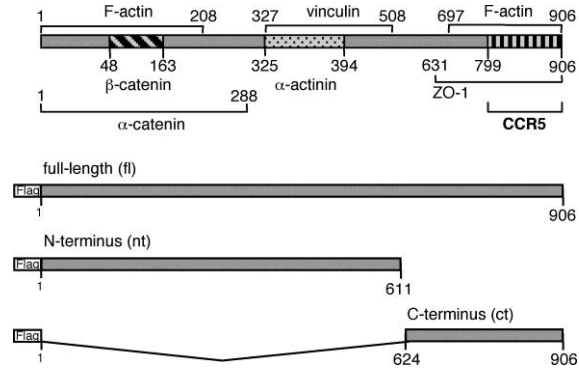 1 F-actin 208 327 vinculin 508 697 F-actin 906
48 163 325 394 631 799 906
β-catenin α-actinin ZO-1
1 288
α-catenin CCR5
full-length (fl)
Flag
1 906
N-terminus (nt)
Flag
1 611
C-terminus (ct)
Flag
1 624 906